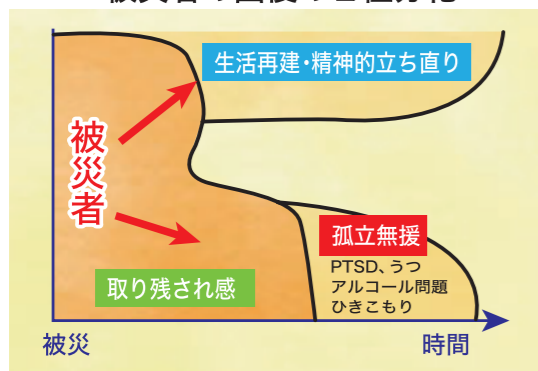 生活再建・精神的立ち直り
被災者
孤立無援
PTSD、うつ
アルコール問題
ひきこもり
取り残され感
被災
時間